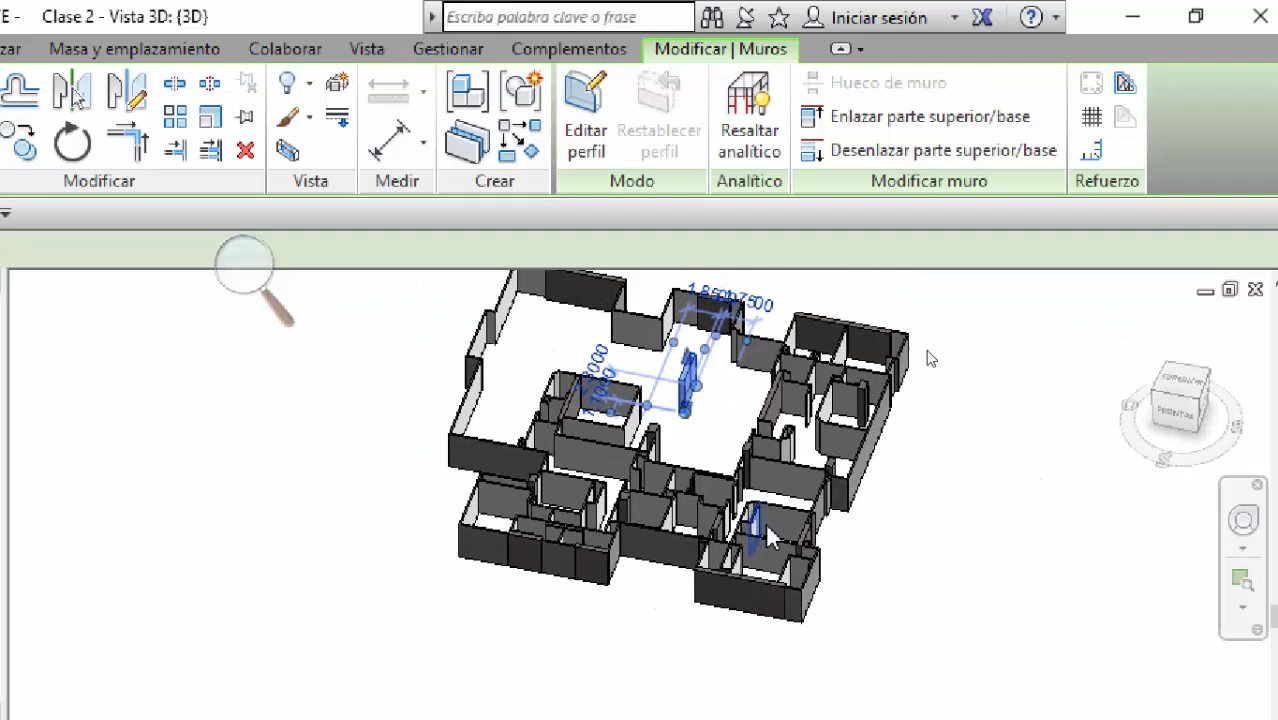 E -
Clase 2 - Vista 3D: {3D}
Escriba palabra clave o frase
Iniciar sesión
zar
Masa y emplazamiento
Colaborar
Vista
Gestionar
Complementos
Modificar | Muros
Editar
perfil
Restablecer
perfil
Resaltar
analítico
Hueco de muro
Enlazar parte superior/base
Desenlazar parte superior/base
Modificar
Vista
Medir
Crear
Modo
Analítico
Modificar muro
Refuerzo
SUPERIOR
FRONTAL